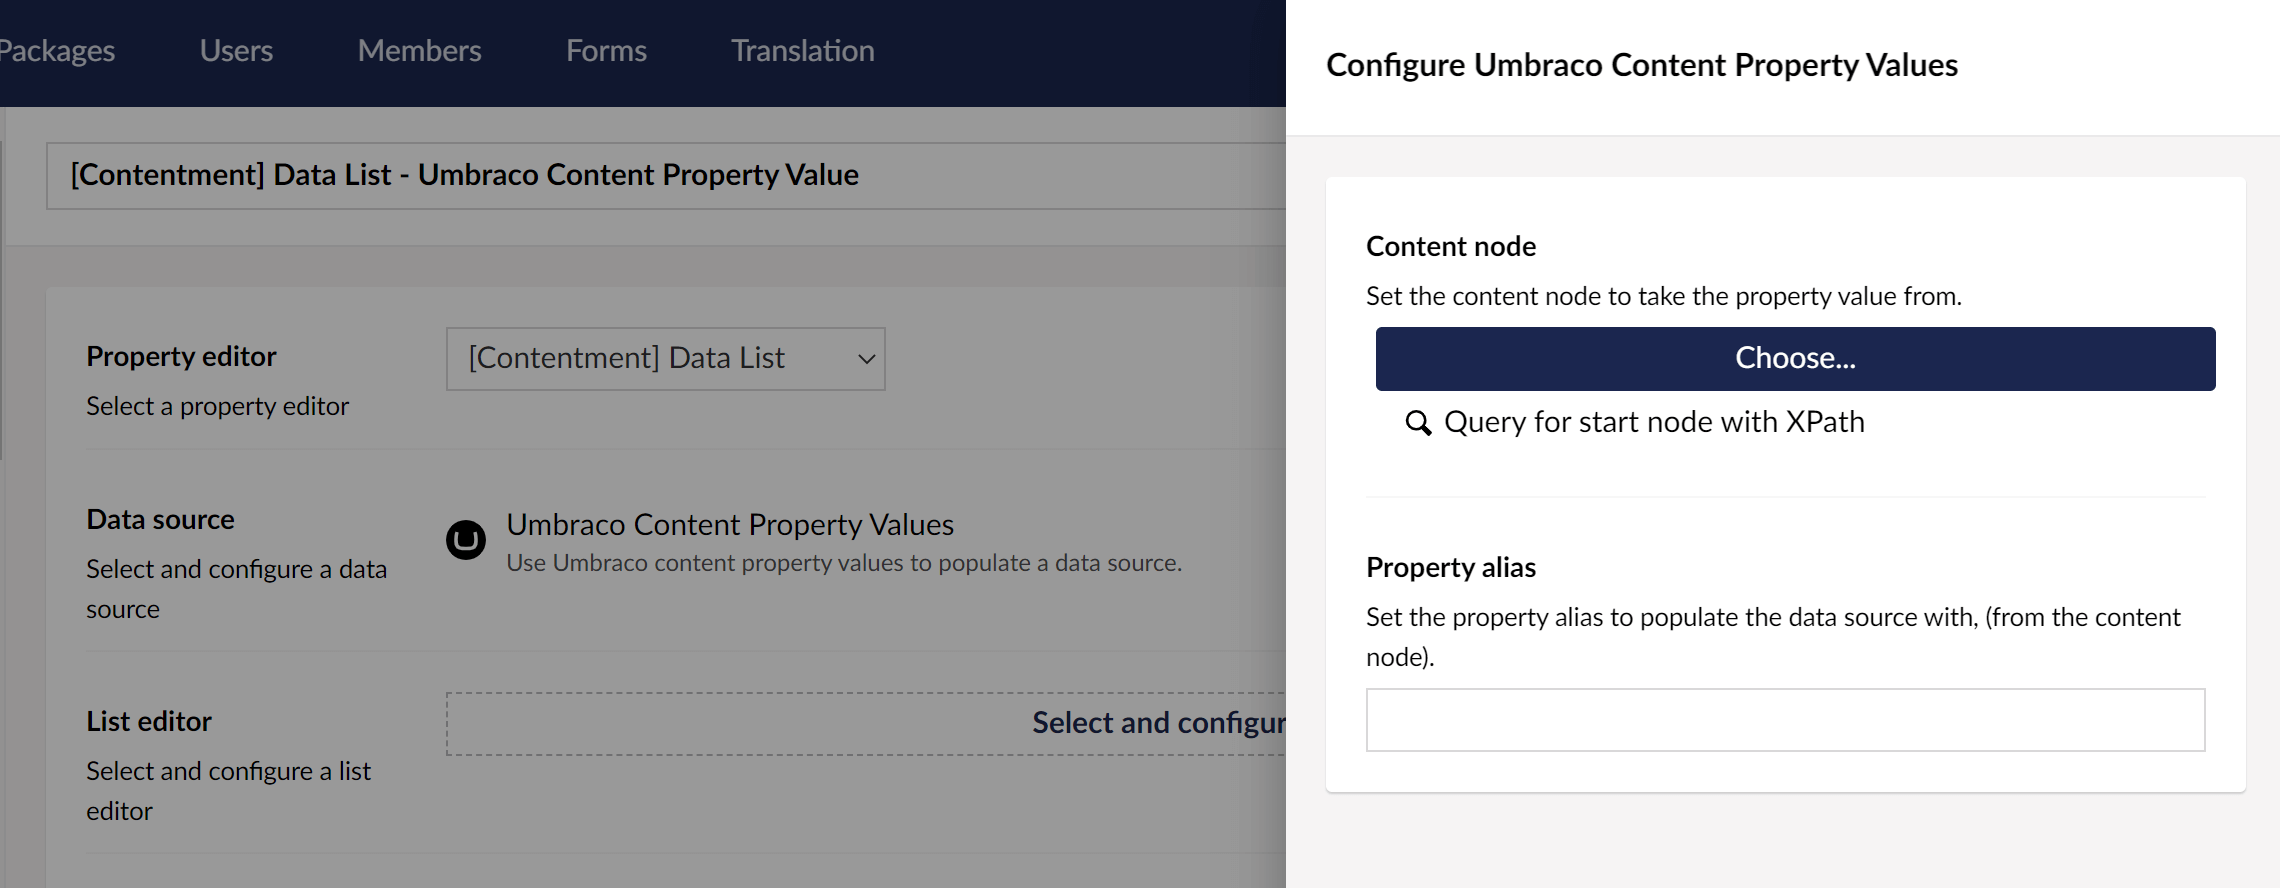 Packages Users Members Forms Translation
[Contentment] Data List - Umbraco Content Property Value
Property editor
Select a property editor
[Contentment] Data List
Data source
Select and configure a data
source
Umbraco Content Property Values
Use Umbraco content property values to populate a data source.
List editor
Select and configure a list
editor
Select and configur
Configure Umbraco Content Property Values
Content node
Set the content node to take the property value from.
Choose...
Query for start node with XPath
Property alias
Set the property alias to populate the data source with, (from the content
node).